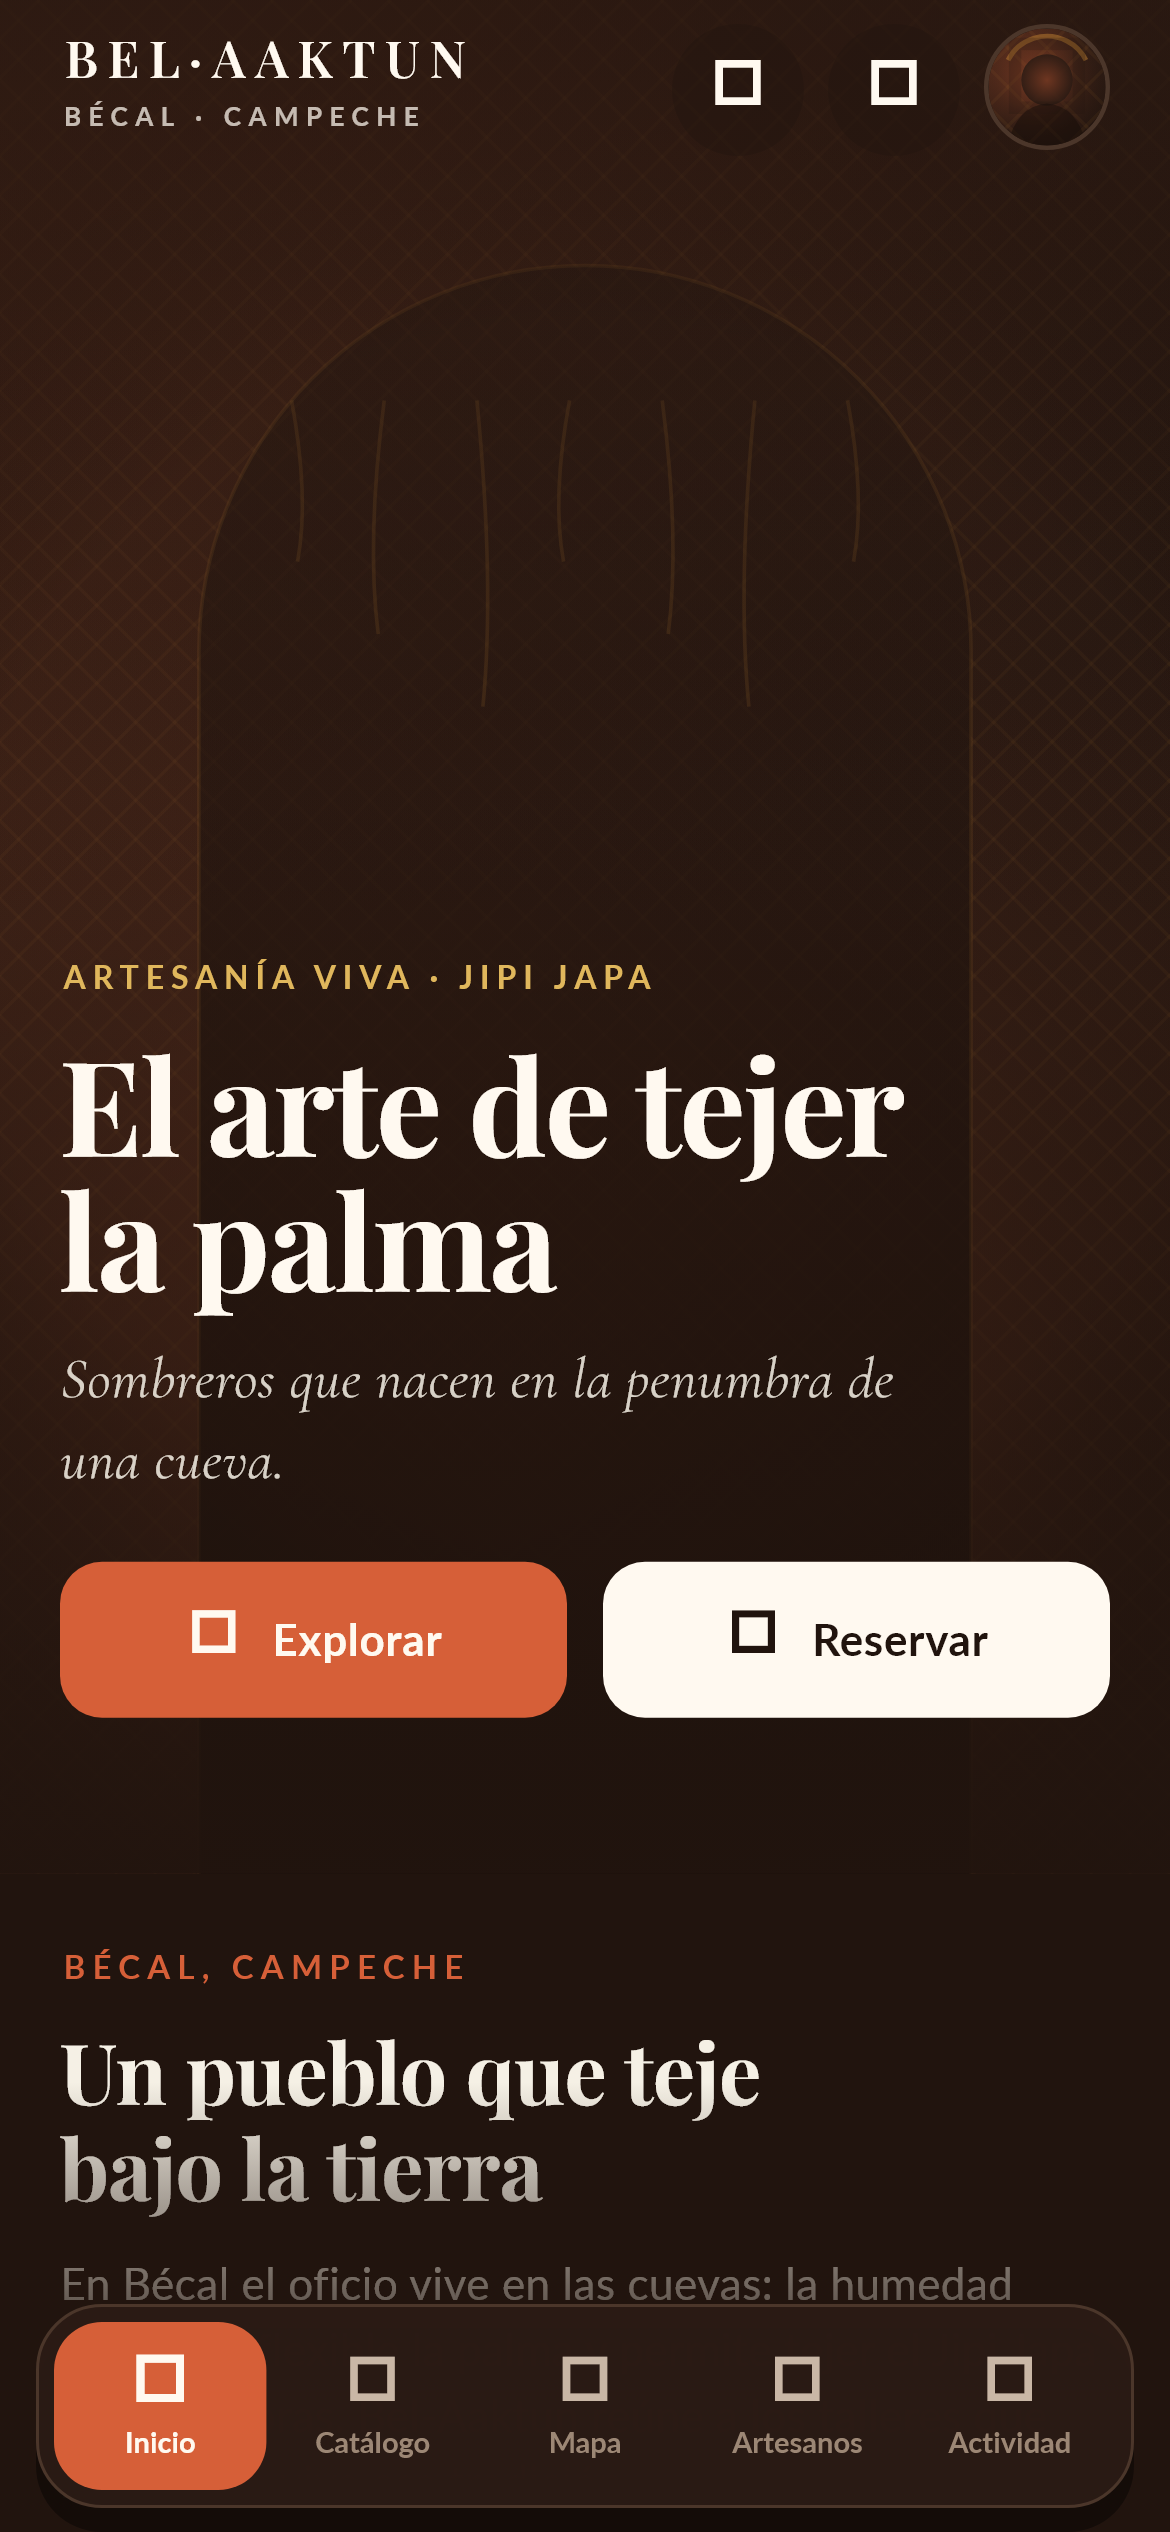 BEL·AAKTUN
BÉCAL · CAMPECHE
ARTESANÍA VIVA · JIPI JAPA
El arte de tejer
la palma
Sombreros que nacen en la penumbra de
una cueva.
Explorar
Reservar
BÉCAL, CAMPECHE
Un pueblo que teje
bajo la tierra
En Bécal el oficio vive en las cuevas: la humedad
Inicio
Catálogo
Mapa
Artesanos
Actividad